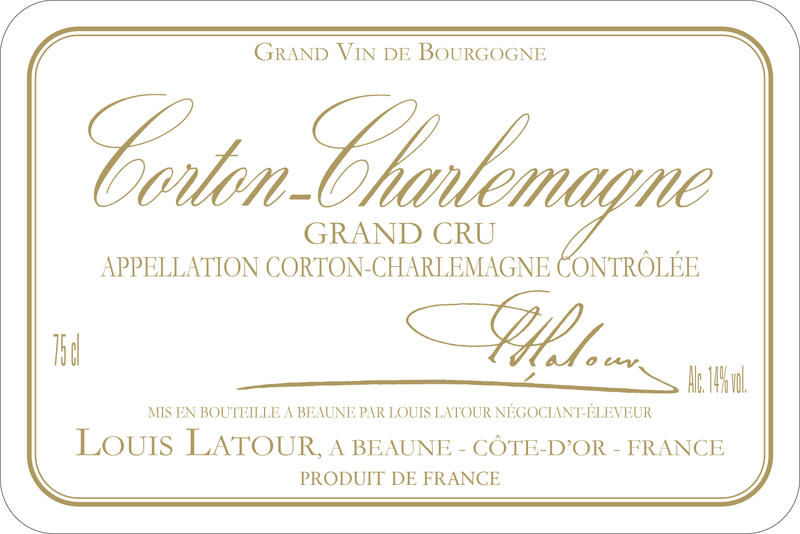 GRAND VIN DE BOURGOGNE
Corton-Charlemagne
GRAND CRU
APPELLATION CORTON-CHARLEMAGNE CONTRÔLÉE
Latour
75 cl
Alc. 14% vol.
MIS EN BOUTEILLE A BEAUNE PAR LOUIS LATOUR NÉGOCIANT-ÉLEVEUR
LOUIS LATOUR, A BEAUNE - CÔTE-D'OR - FRANCE
PRODUIT DE FRANCE